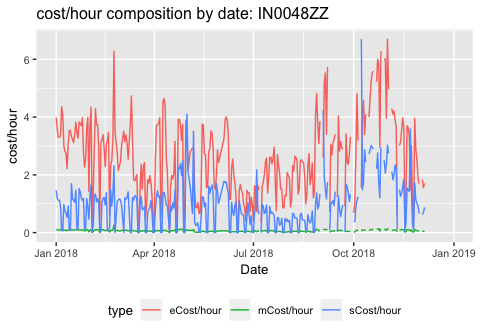 cost/hour composition by date: IN0048ZZ
cost/hour
6
4
2
0
Jan 2018 Apr 2018 Jul 2018 Oct 2018 Jan 2019
Date
type eCost/hour mCost/hour sCost/hour